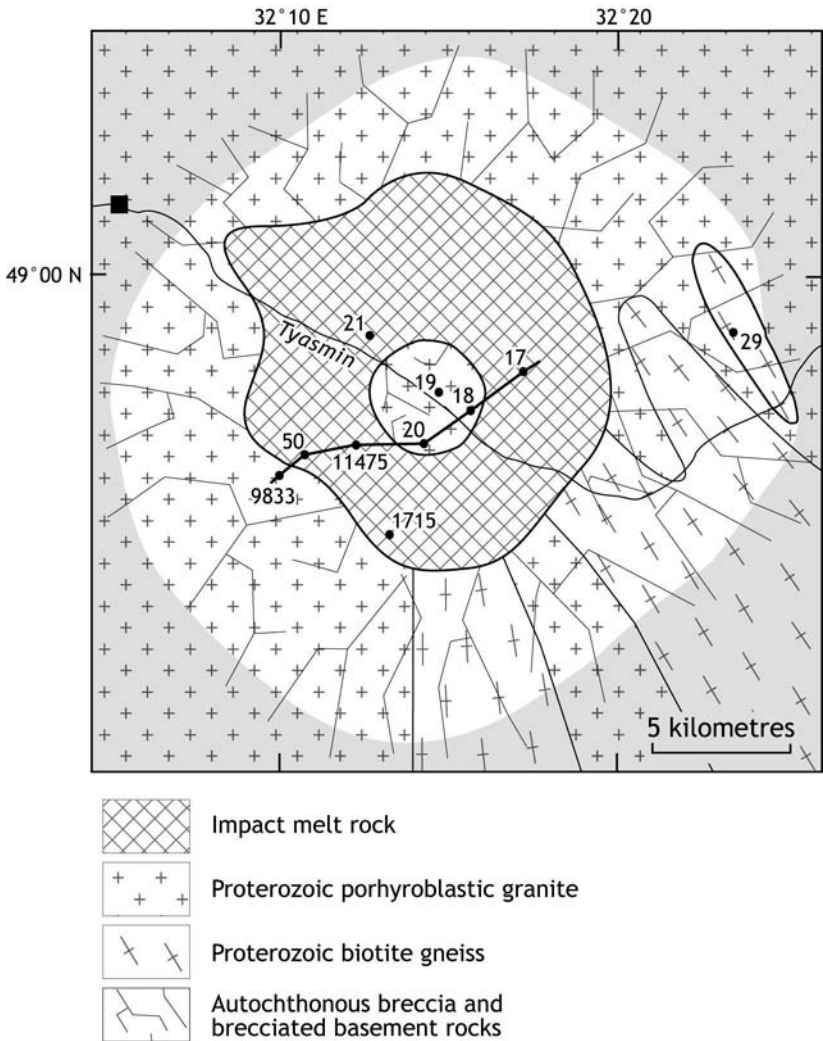 32° 10 E
32° 20
49° 00 N
21
Tyasmin
17
29
19
18
50
20
11475
9833
1715
5 kilometres
Impact melt rock
Proterozoic porhyroblastic granite
Proterozoic biotite gneiss
Autochthonous breccia and
brecciated basement rocks